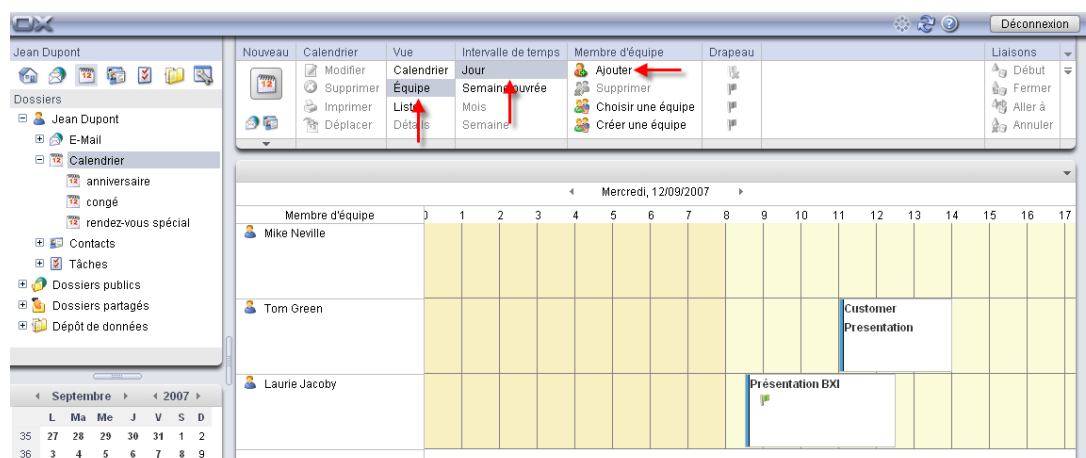 OX
Déconnexion
Jean Dupont
Dossiers
Jean Dupont
E-Mail
Calendrier
anniversaire
congé
rendez-vous spécial
Contacts
Tâches
Dossiers publics
Dossiers partagés
Dépôt de données
Septembre 2007
L Ma Me J V S D
35 27 28 29 30 31 1 2
36 3 4 5 6 7 8 9
Nouveau Calendrier Vue Intervalle de temps Membre d'équipe Drapeau Liaisons
Modifier Calendrier Jour Ajouter Début
Supprimer Équipe Semaine ouvrée Supprimer Fermer
Imprimer Liste Mois Choisir une équipe Aller à
Déplacer Détails Semaine Créer une équipe Annuler
Mercredi, 12/09/2007
Membre d'équipe 1 2 3 4 5 6 7 8 9 10 11 12 13 14 15 16 17
Mike Neville
Tom Green
Customer
Presentation
Laurie Jacoby
Présentation BXI